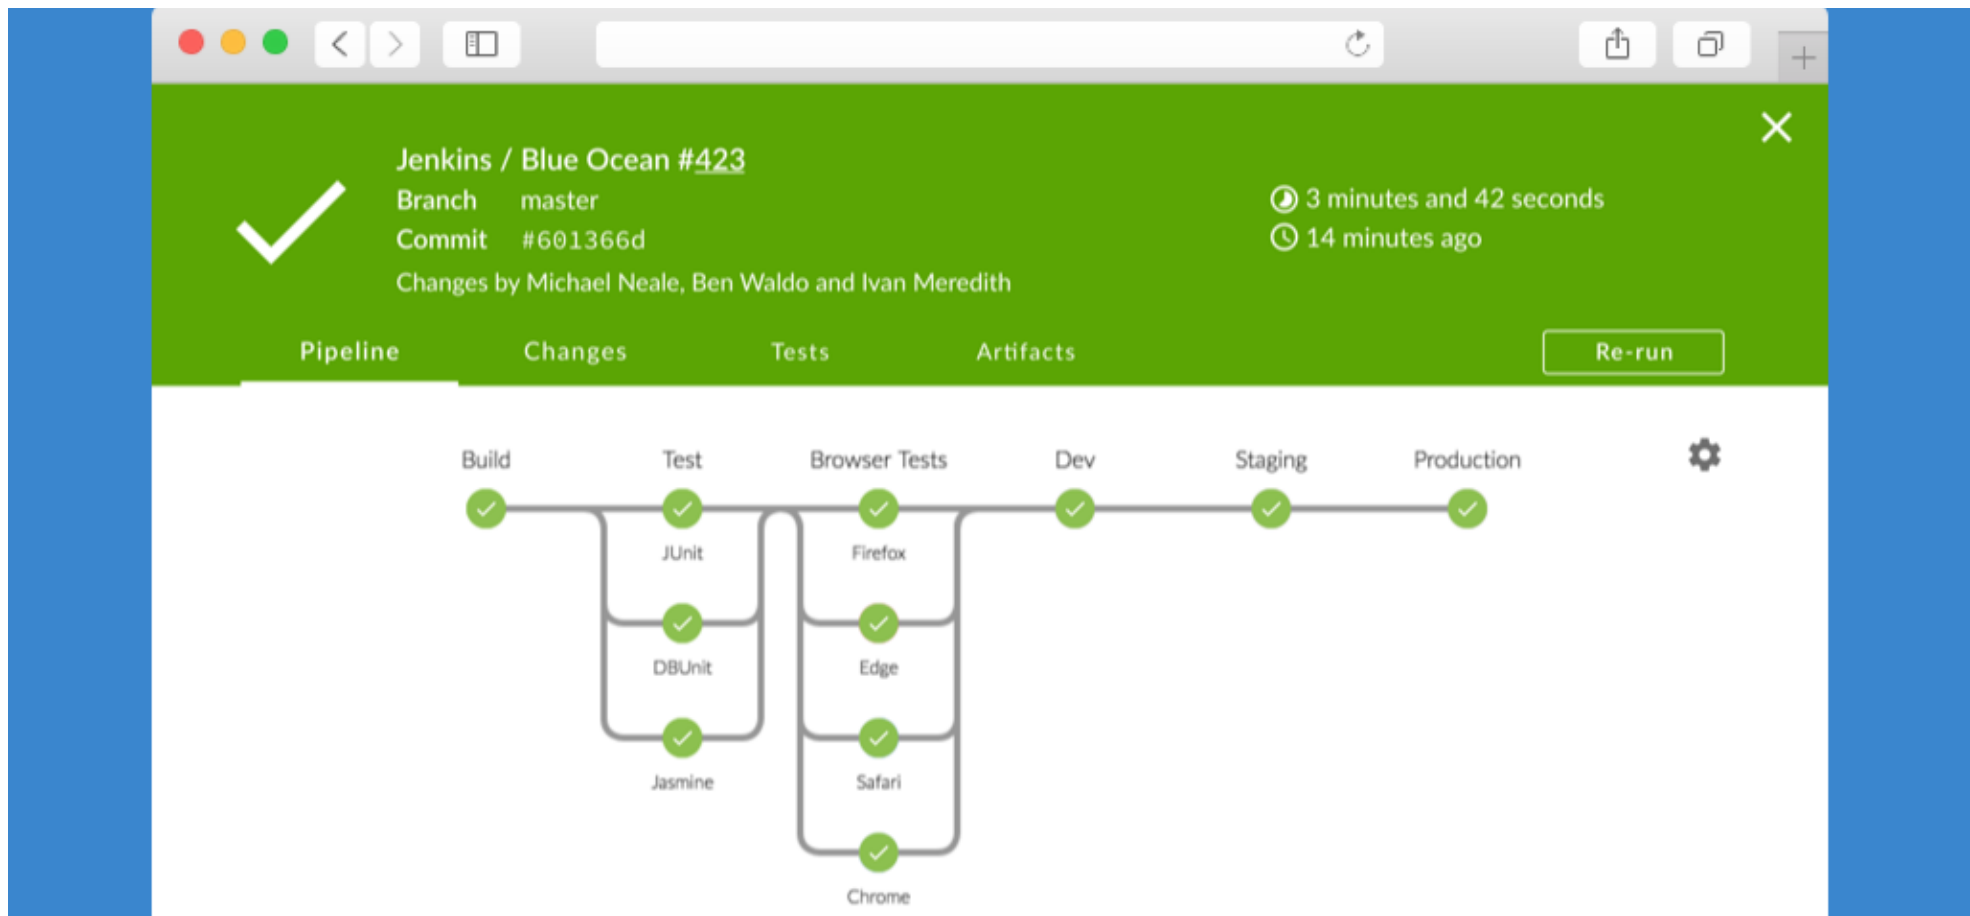 Jenkins / Blue Ocean #423
Branch master
Commit #601366d
Changes by Michael Neale, Ben Waldo and Ivan Meredith
3 minutes and 42 seconds
14 minutes ago
Pipeline Changes Tests Artifacts Re-run
Build Test Browser Tests Dev Staging Production
JUnit Firefox
DBUnit Edge
Jasmine Safari
Chrome